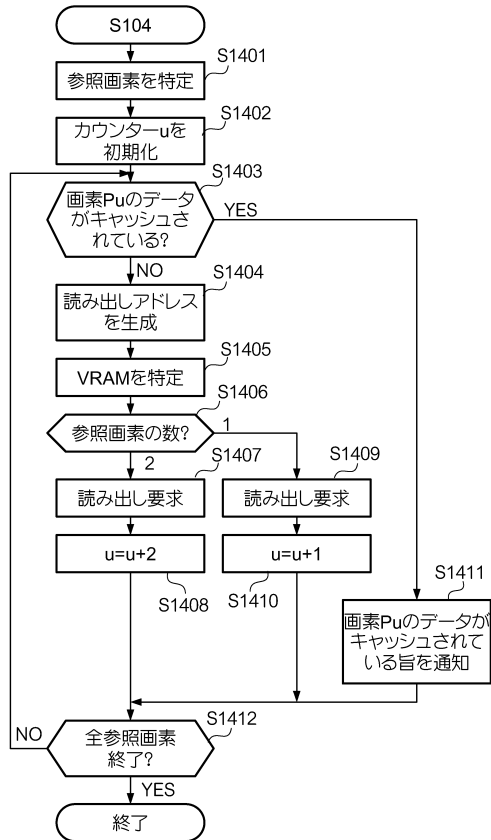 S104
S1401
参照画素を特定
S1402
カウンターuを
初期化
S1403
画素Puのデータ
がキャッシュさ
れている?
YES
NO
S1404
読み出しアドレス
を生成
S1405
VRAMを特定
S1406
参照画素の数?
1
2
S1407
読み出し要求
S1409
読み出し要求
u=u+2
S1408
u=u+1
S1410
S1411
画素Puのデータが
キャッシュされて
いる旨を通知
S1412
全参照画素
終了?
NO
YES
終了